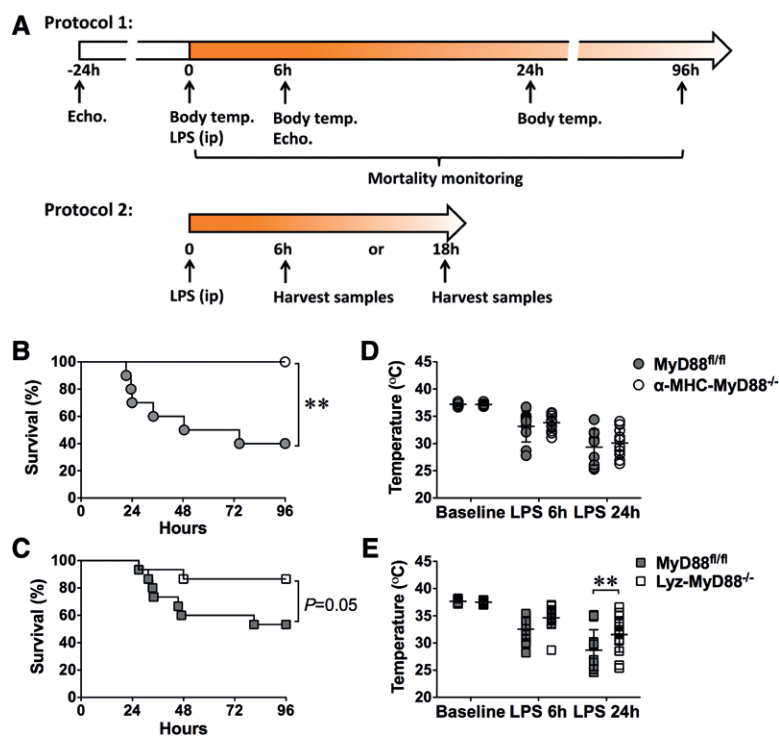 A
Protocol 1:
-24h 0 6h 24h 96h
Echo. Body temp. Body temp. Body temp.
LPS (ip) Echo.
Mortality monitoring
Protocol 2:
0 6h or 18h
LPS (ip) Harvest samples Harvest samples
B
Survival (%)
100
80
60
40
20
0
0 24 48 72 96
Hours
**
D
Temperature (°C)
45
40
35
30
25
20
Baseline LPS 6h LPS 24h
MyD88fl/fl
α-MHC-MyD88-/-
C
Survival (%)
100
80
60
40
20
0
0 24 48 72 96
Hours
P=0.05
E
Temperature (°C)
45
40
35
30
25
20
Baseline LPS 6h LPS 24h
**
MyD88fl/fl
Lyz-MyD88-/-